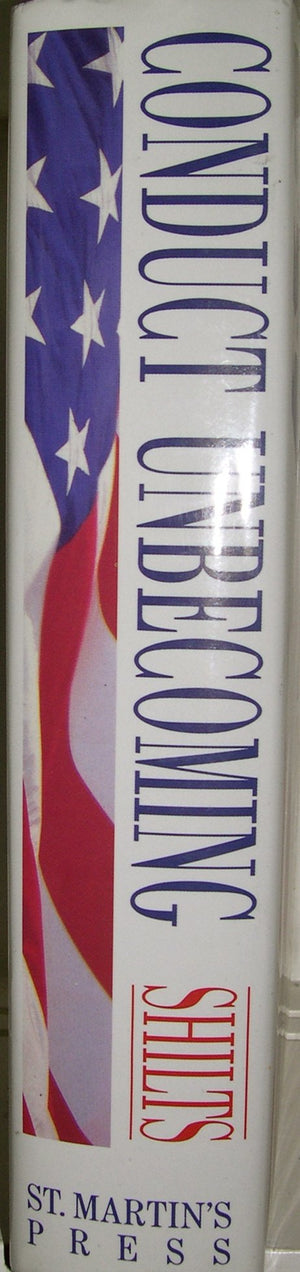 CONDUCT UNBECOMING
SHILTS
ST. MARTIN'S
PRESS